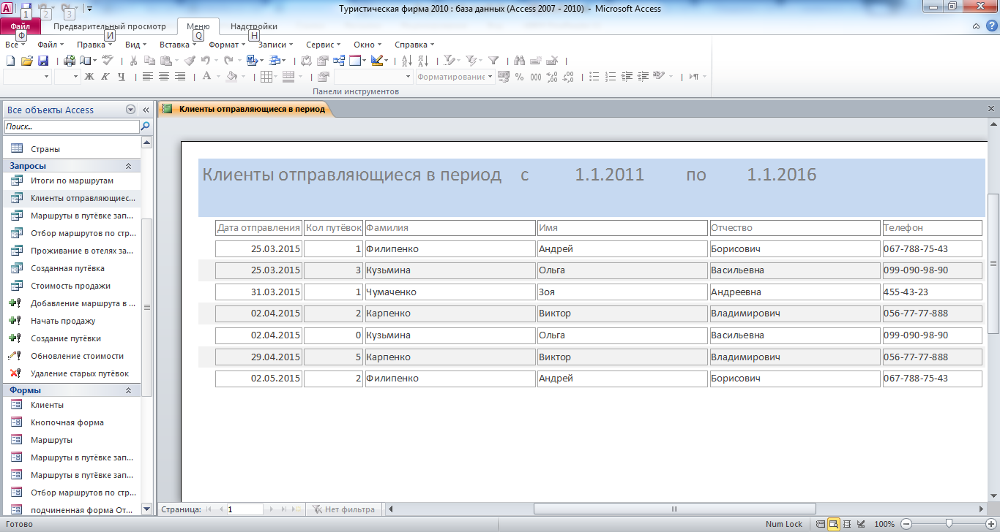 Туристическая фирма 2010 : база данных (Access 2007 - 2010) - Microsoft Access
1 2 3
Файл Предварительный просмотр Меню Надстройки
Ф И Q Н
Все Файл Правка Вид Вставка Формат Записи Сервис Окно Справка
Ж К Ч A Форматирование % 000
Панели инструментов
Все объекты Access
Клиенты отправляющиеся в период
Поиск...
Страны
Запросы
Итоги по маршрутам
Клиенты отправляющиес...
Маршруты в путёвке зап...
Отбор маршрутов по стр...
Проживание в отелях за...
Созданная путёвка
Стоимость продажи
Добавление маршрута в ...
Начать продажу
Создание путёвки
Обновление стоимости
Удаление старых путёвок
Формы
Клиенты
Кнопочная форма
Маршруты
Маршруты в путёвке зап...
Маршруты в путёвке зап...
Отбор маршрутов по стр...
подчиненная форма От...
Клиенты отправляющиеся в период с 1.1.2011 по 1.1.2016
Дата отправления Кол путёвок Фамилия Имя Отчество Телефон
25.03.2015 1 Филипенко Андрей Борисович 067-788-75-43
25.03.2015 3 Кузьмина Ольга Васильевна 099-090-98-90
31.03.2015 1 Чумаченко Зоя Андреевна 455-43-23
02.04.2015 2 Карпенко Виктор Владимирович 056-77-77-888
02.04.2015 0 Кузьмина Ольга Васильевна 099-090-98-90
29.04.2015 5 Карпенко Виктор Владимирович 056-77-77-888
02.05.2015 2 Филипенко Андрей Борисович 067-788-75-43
Страница: 1 Нет фильтра
Готово Num Lock 100%